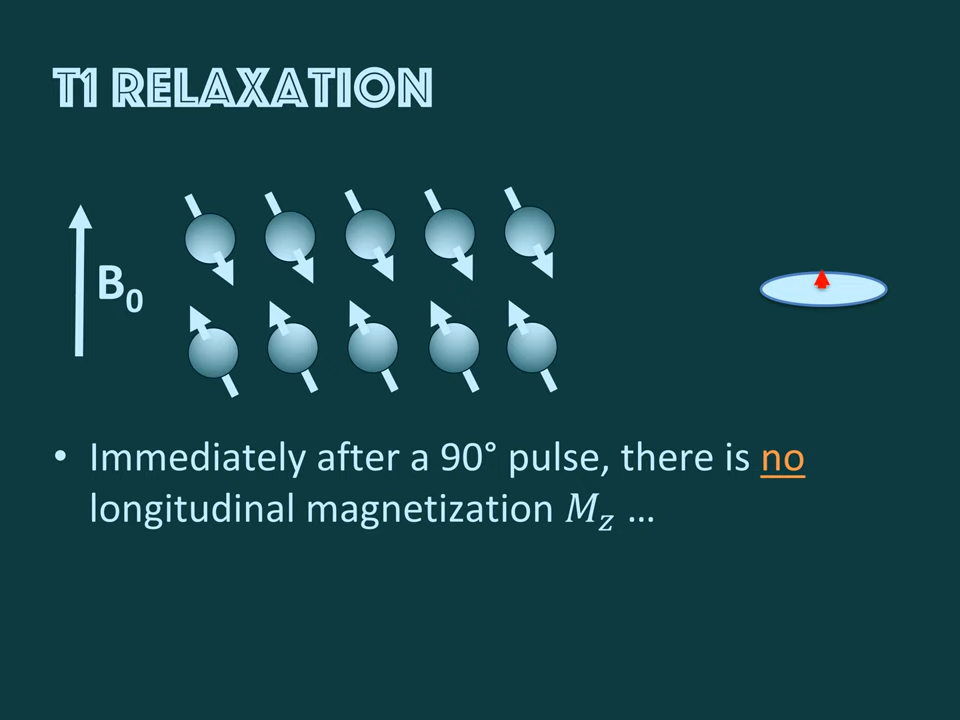 T1 RELAXATION
B₀
• Immediately after a 90° pulse, there is no
longitudinal magnetization 𝑀𝑧 …